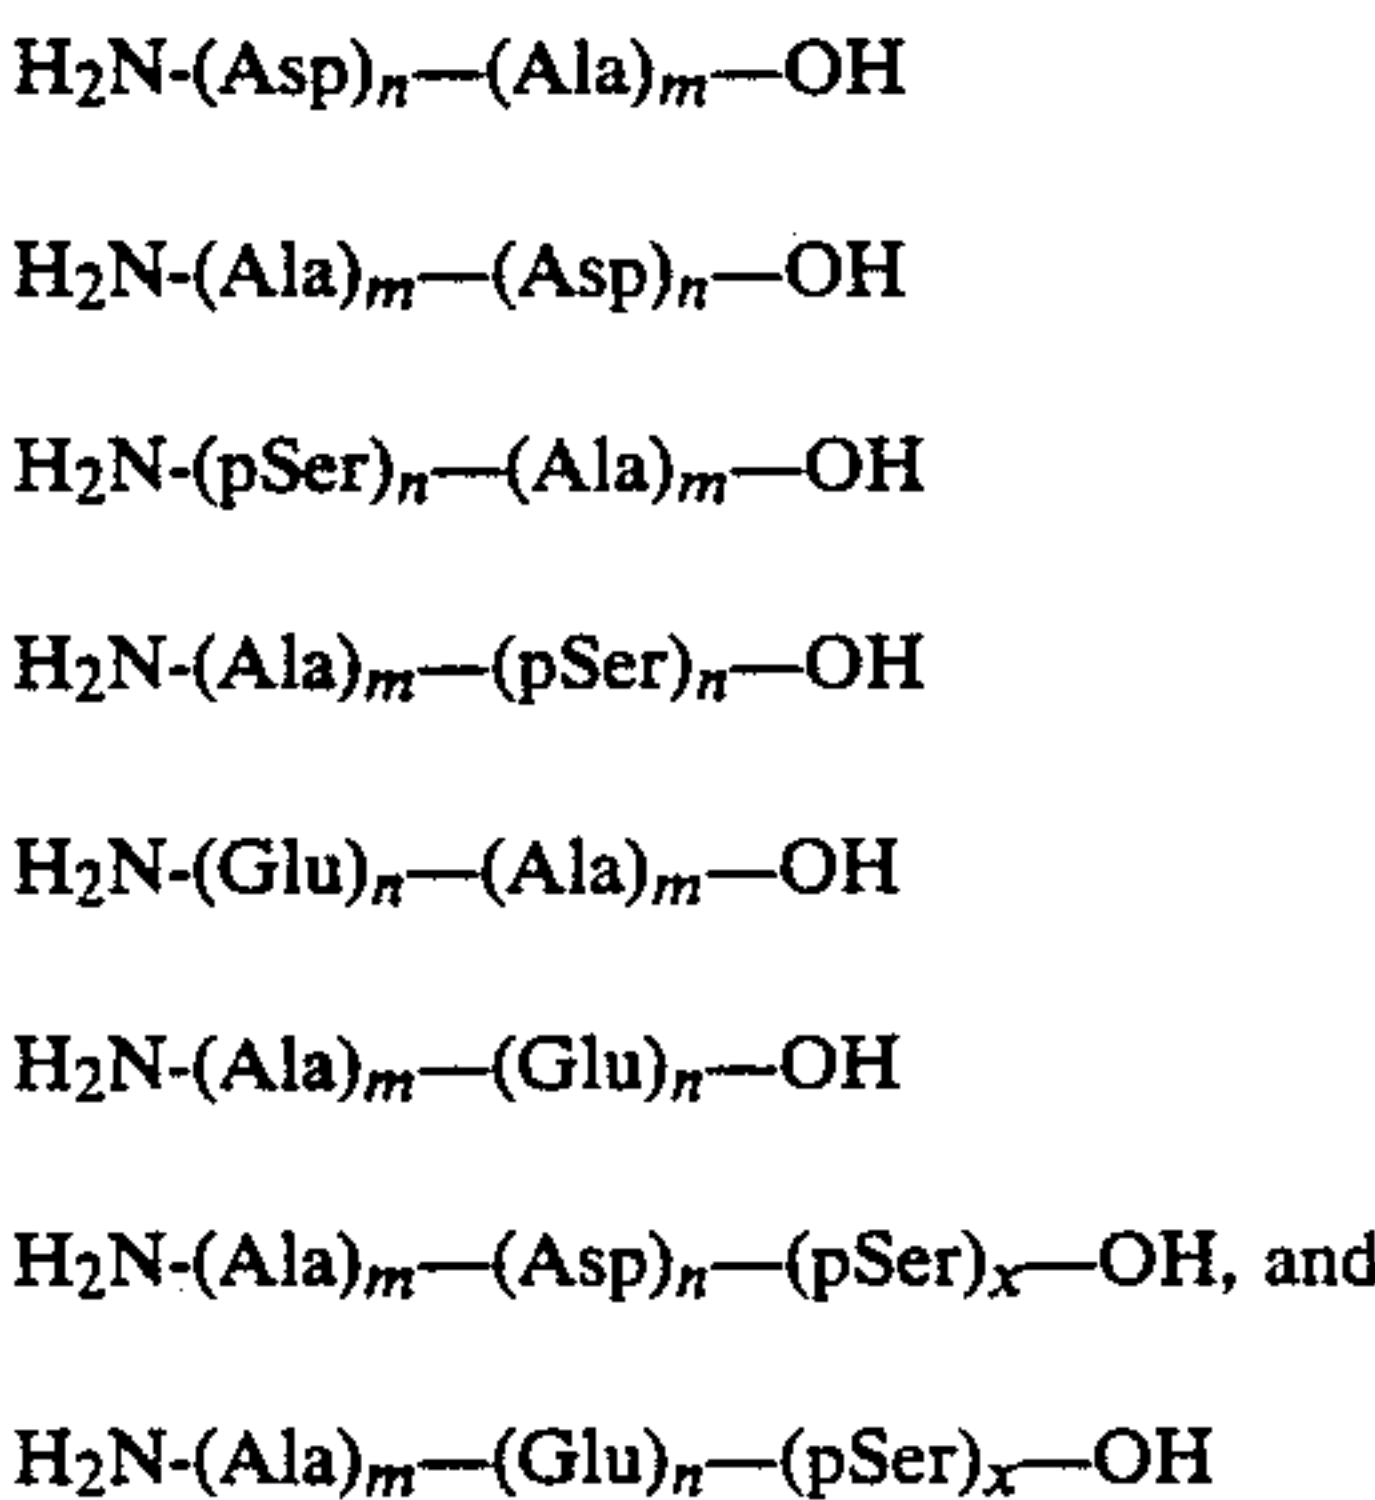 H₂N-(Asp)ₙ—(Ala)ₘ—OH
H₂N-(Ala)ₘ—(Asp)ₙ—OH
H₂N-(pSer)ₙ—(Ala)ₘ—OH
H₂N-(Ala)ₘ—(pSer)ₙ—OH
H₂N-(Glu)ₙ—(Ala)ₘ—OH
H₂N-(Ala)ₘ—(Glu)ₙ—OH
H₂N-(Ala)ₘ—(Asp)ₙ—(pSer)ₓ—OH, and
H₂N-(Ala)ₘ—(Glu)ₙ—(pSer)ₓ—OH